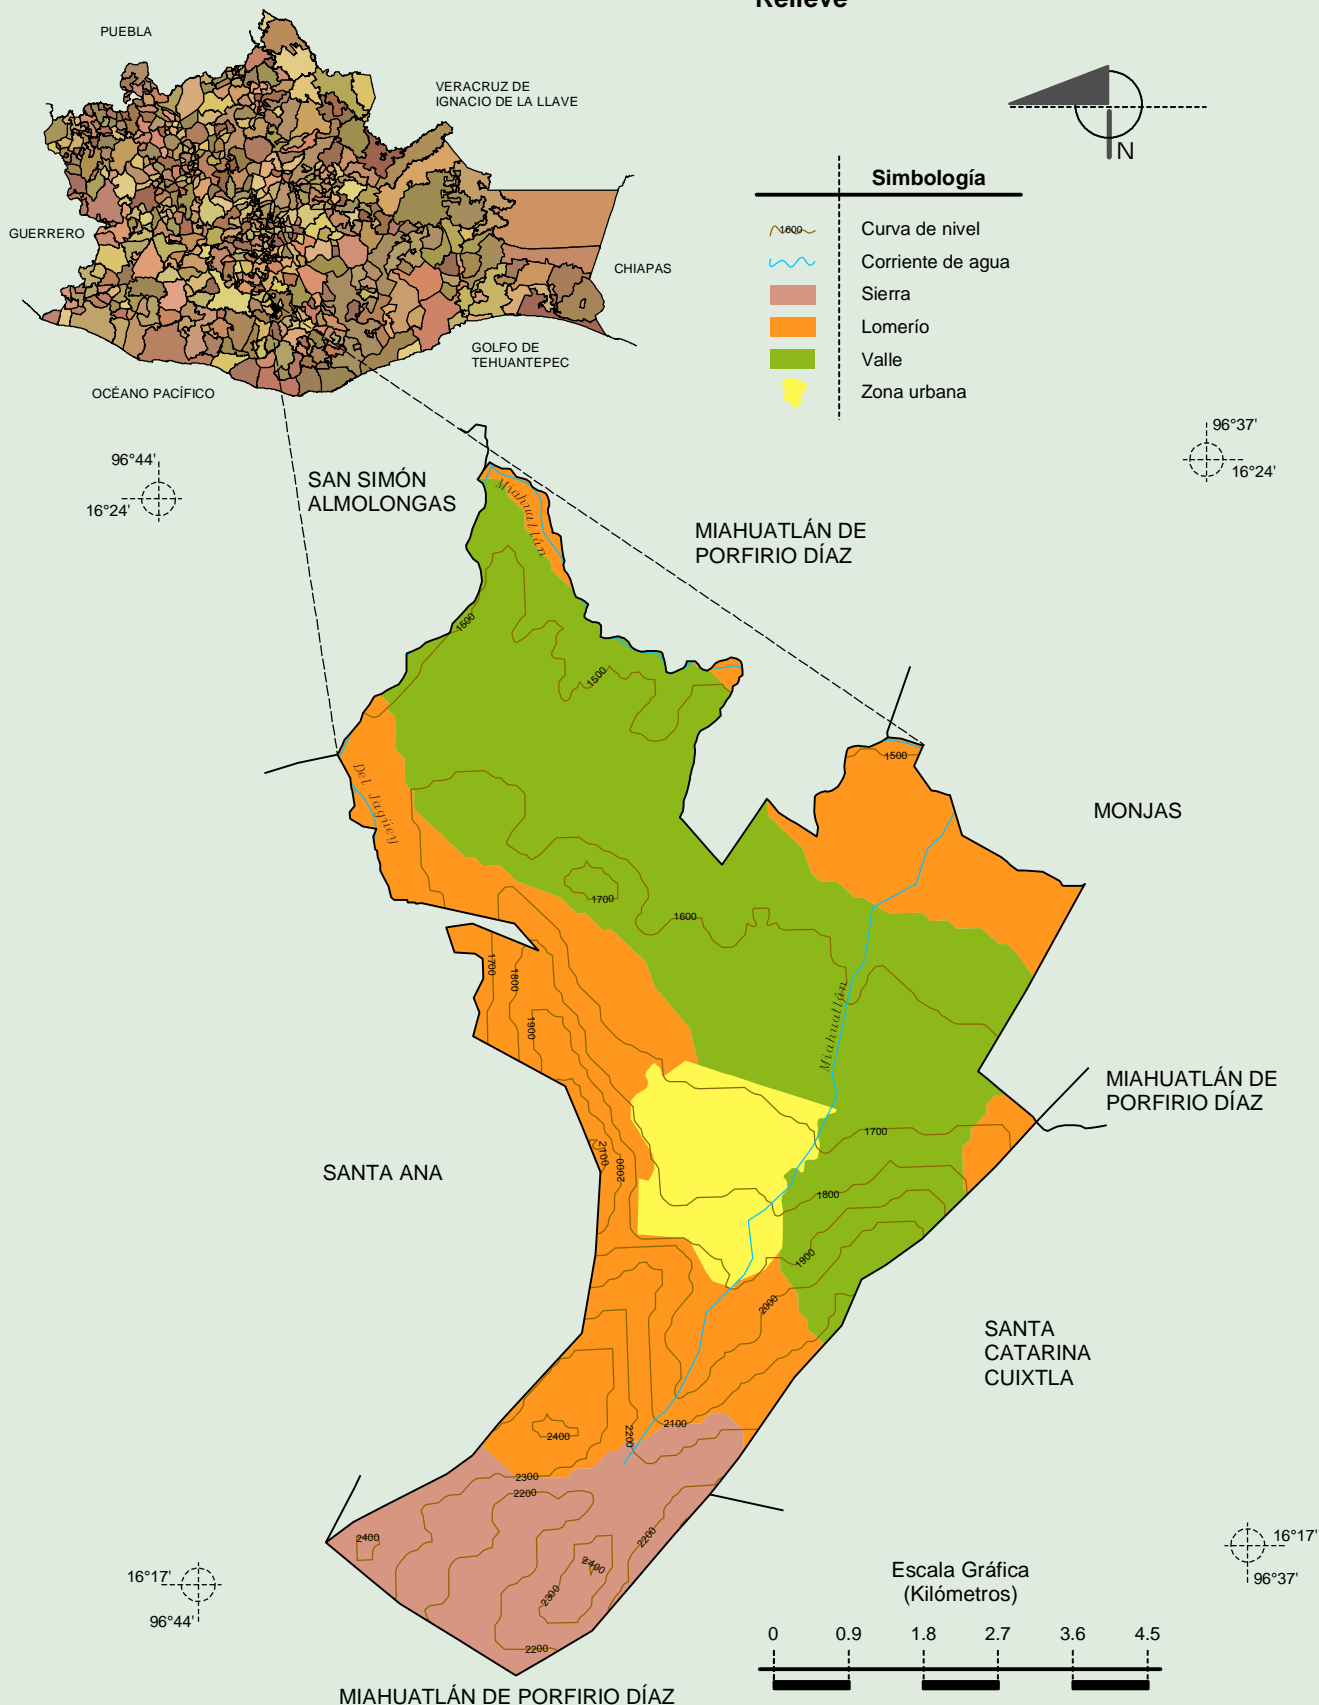 Relieve
PUEBLA
VERACRUZ DE
IGNACIO DE LA LLAVE
GUERRERO
CHIAPAS
GOLFO DE
TEHUANTEPEC
OCÉANO PACÍFICO
N
Simbología
1600
Curva de nivel
Corriente de agua
Sierra
Lomerío
Valle
Zona urbana
96°44'
16°24'
96°37'
16°24'
SAN SIMÓN
ALMOLONGAS
MIAHUATLÁN DE
PORFIRIO DÍAZ
Miahuatlán
1500
1500
1500
Del Jagüey
MONJAS
1700
1600
1700
1800
1900
Miahuatlán
MIAHUATLÁN DE
PORFIRIO DÍAZ
1700
2100
2000
SANTA ANA
1800
1900
2000
SANTA
CATARINA
CUIXTLA
2100
2200
2400
2300
2200
2400
2200
2400
2300
2200
16°17'
96°44'
16°17'
96°37'
Escala Gráfica
(Kilómetros)
0 0.9 1.8 2.7 3.6 4.5
MIAHUATLÁN DE PORFIRIO DÍAZ